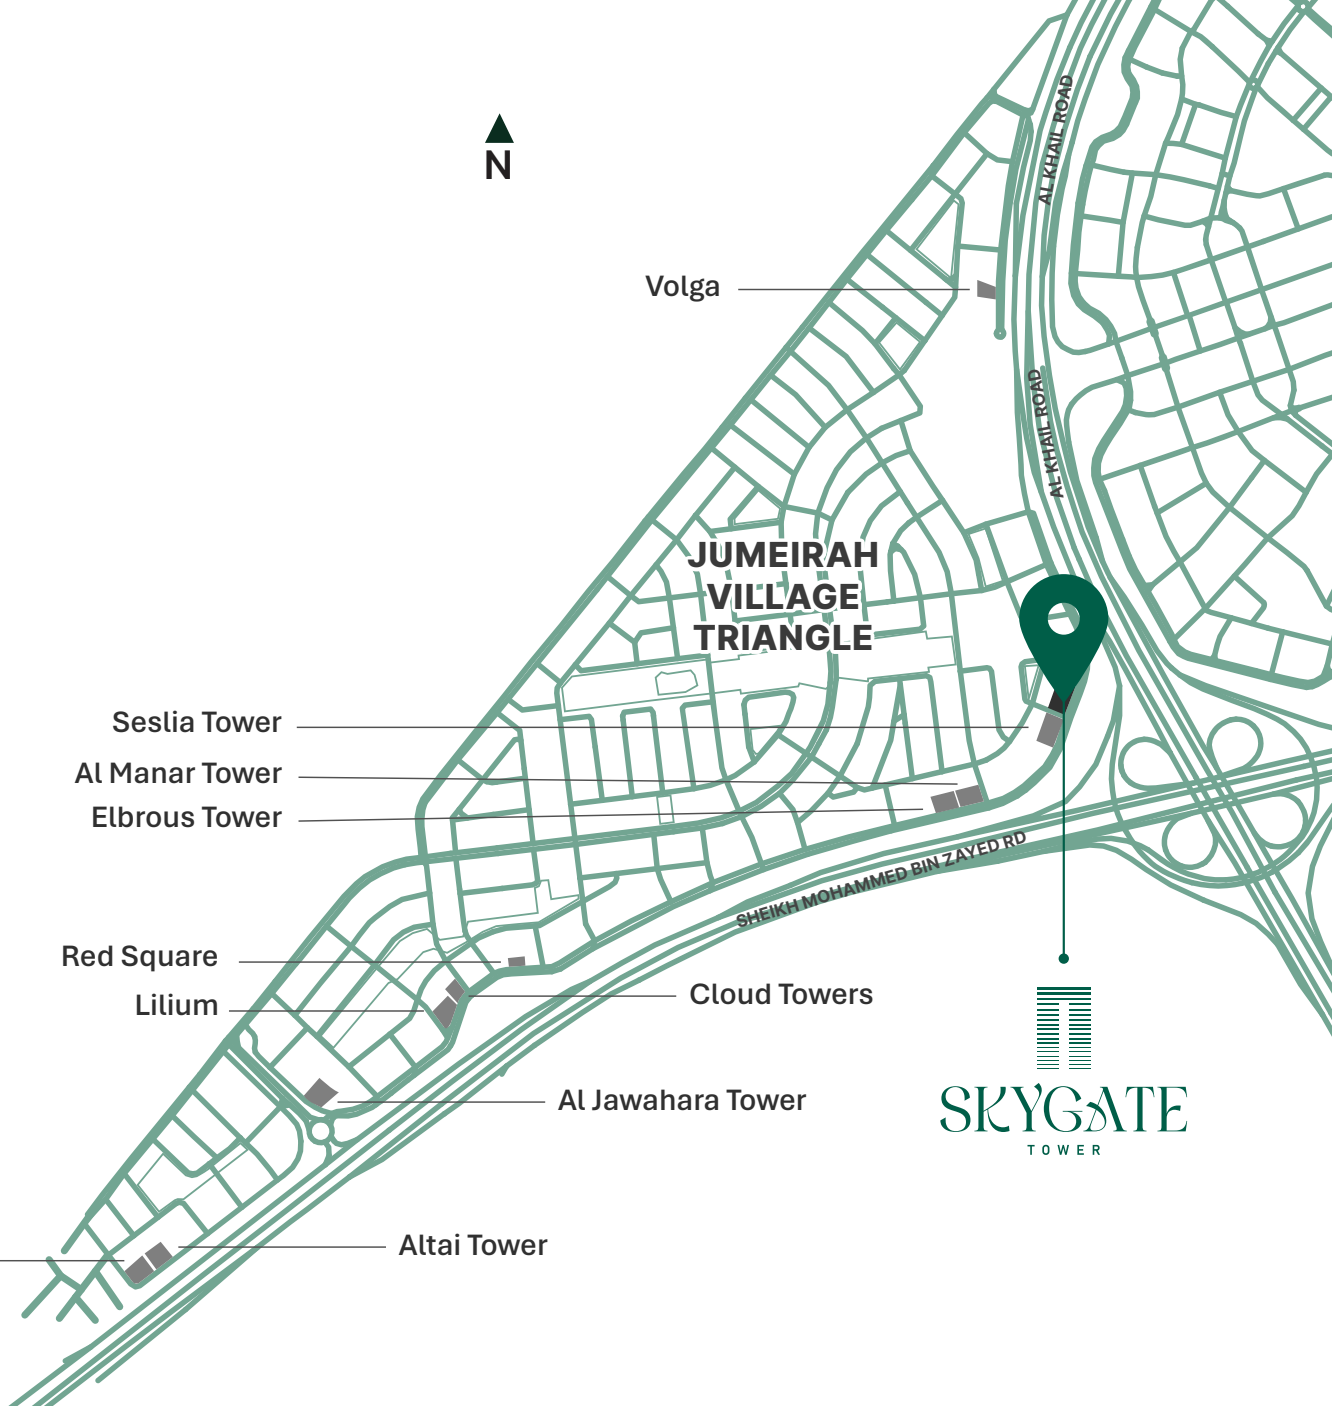 AL KHAIL ROAD
N
Volga
AL KHAIL ROAD
JUMEIRAH
VILLAGE
TRIANGLE
Seslia Tower
Al Manar Tower
Elbrous Tower
SHEIKH MOHAMMED BIN ZAYED RD
Red Square
Lilium
Cloud Towers
Al Jawahara Tower
SKYGATE
TOWER
Altai Tower